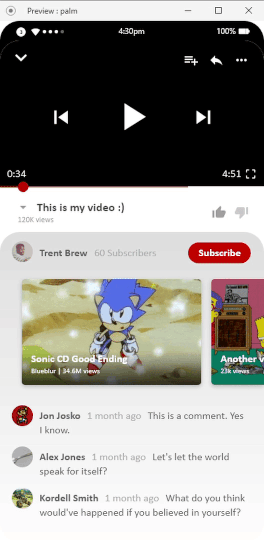 Preview : palm
3 4:30pm 100%
0:34 4:51
This is my video :)
120K views
Trent Brew 60 Subscribers Subscribe
Sonic CD Good Ending
Blueblur | 34.6M views
Another v
23k views
Jon Josko 1 month ago This is a comment. Yes
I know.
Alex Jones 1 month ago Let's let the world
speak for itself?
Kordell Smith 1 month ago What do you think
would've happened if you believed in yourself?